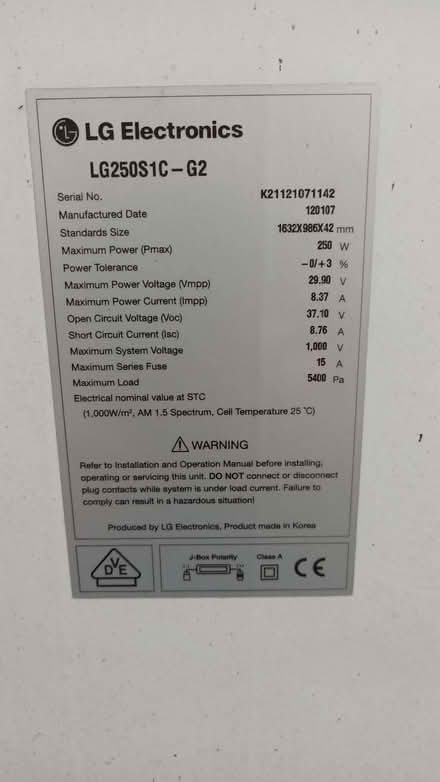 LG Electronics
LG250S1C-G2
Serial No. K21121071142
Manufactured Date 120107
Standards Size 1632X986X42 mm
Maximum Power (Pmax) 250 W
Power Tolerance -0/+3 %
Maximum Power Voltage (Vmpp) 29.90 V
Maximum Power Current (Impp) 8.37 A
Open Circuit Voltage (Voc) 37.10 V
Short Circuit Current (Isc) 8.76 A
Maximum System Voltage 1,000 V
Maximum Series Fuse 15 A
Maximum Load 5400 Pa
Electrical nominal value at STC
(1,000W/m², AM 1.5 Spectrum, Cell Temperature 25 ℃)
WARNING
Refer to Installation and Operation Manual before installing,
operating or servicing this unit. DO NOT connect or disconnect
plug contacts while system is under load current. Failure to
comply can result in a hazardous situation!
Produced by LG Electronics, Product made in Korea
DVE
J-Box Polarity Class A
CE